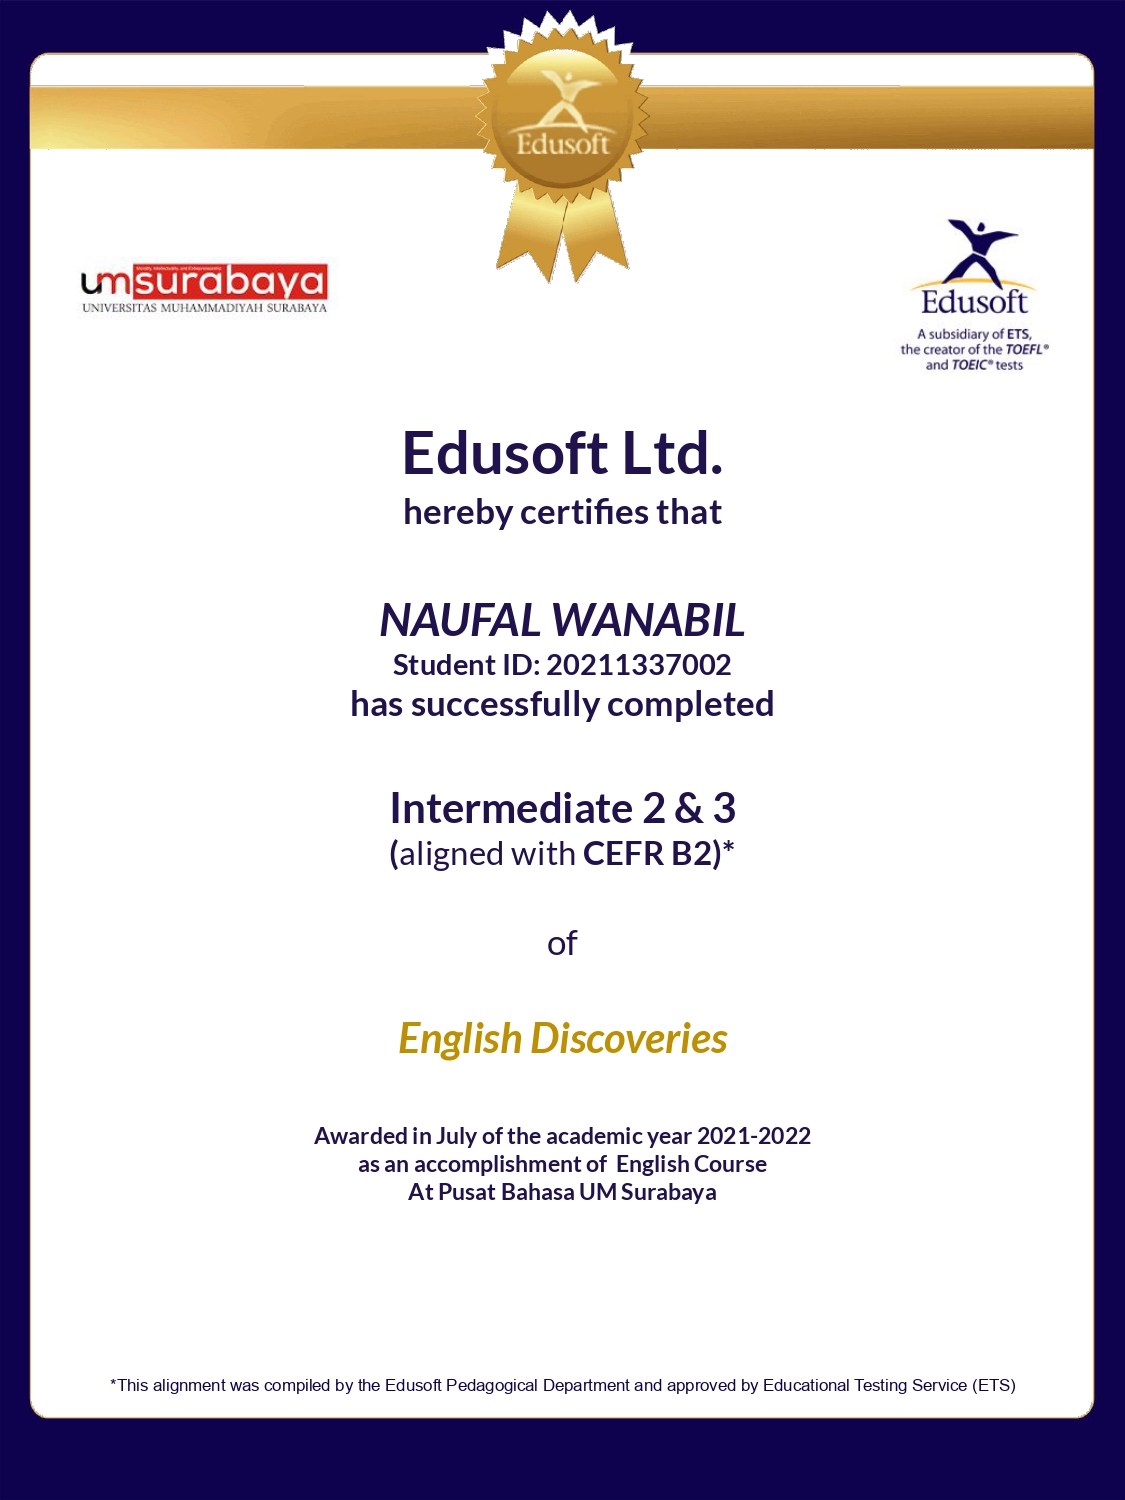 Edusoft
umsurabaya
UNIVERSITAS MUHAMMADIYAH SURABAYA
Edusoft
A subsidiary of ETS,
the creator of the TOEFL®
and TOEIC® tests
Edusoft Ltd.
hereby certifies that
NAUFAL WANABIL
Student ID: 20211337002
has successfully completed
Intermediate 2 & 3
(aligned with CEFR B2)*
of
English Discoveries
Awarded in July of the academic year 2021-2022
as an accomplishment of English Course
At Pusat Bahasa UM Surabaya
*This alignment was compiled by the Edusoft Pedagogical Department and approved by Educational Testing Service (ETS)